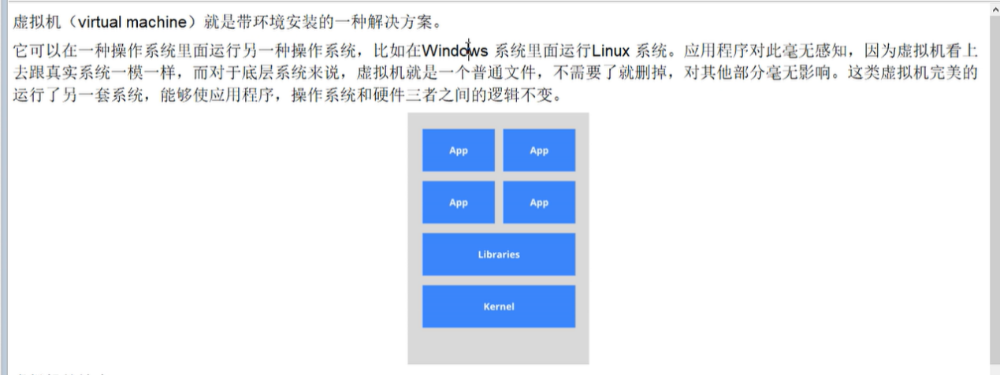 虚拟机（virtual machine）就是带环境安装的一种解决方案。
它可以在一种操作系统里面运行另一种操作系统，比如在Windows 系统里面运行Linux 系统。应用程序对此毫无感知，因为虚拟机看上
去跟真实系统一模一样，而对于底层系统来说，虚拟机就是一个普通文件，不需要了就删掉，对其他部分毫无影响。这类虚拟机完美的
运行了另一套系统，能够使应用程序，操作系统和硬件三者之间的逻辑不变。
App App
App App
Libraries
Kernel